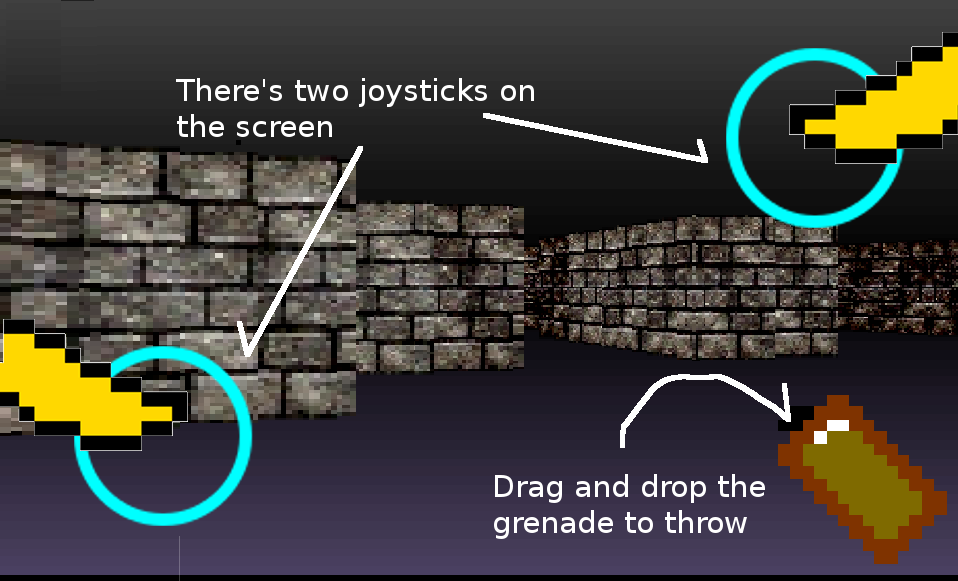 There's two joysticks on
the screen
Drag and drop the
grenade to throw